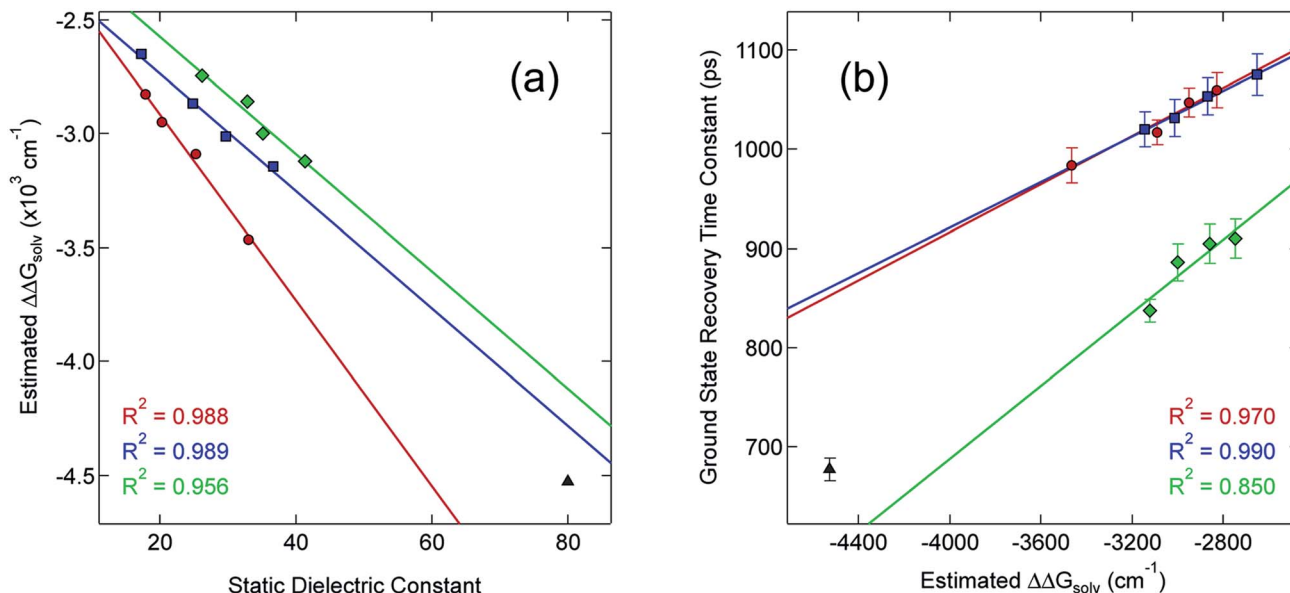 (a)
Estimated ΔΔG_solv (x10^3 cm^-1)
-2.5
-3.0
-3.5
-4.0
-4.5
R^2 = 0.988
R^2 = 0.989
R^2 = 0.956
20
40
60
80
Static Dielectric Constant
(b)
Ground State Recovery Time Constant (ps)
1100
1000
900
800
700
R^2 = 0.970
R^2 = 0.990
R^2 = 0.850
-4400
-4000
-3600
-3200
-2800
Estimated ΔΔG_solv (cm^-1)